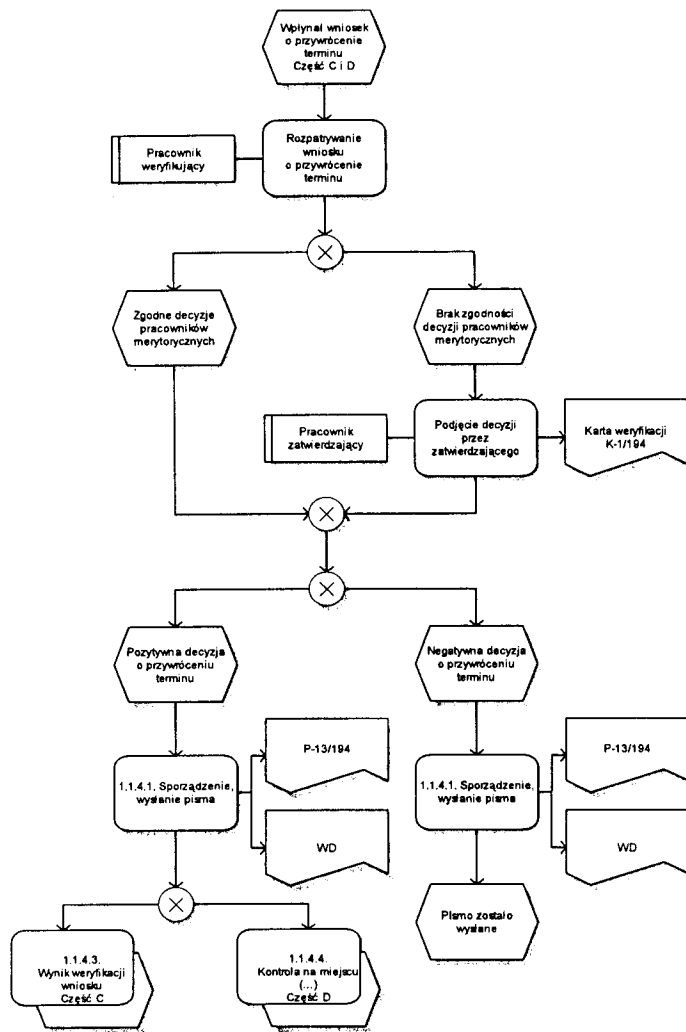 Wpłynął wniosek
o przywrócenie
terminu
Część C i D
Pracownik
weryfikujący
Rozpatrywanie
wniosku
o przywrócenie
terminu
Zgodne decyzje
pracowników
merytorycznych
Brak zgodności
decyzji pracowników
merytorycznych
Pracownik
zatwierdzający
Podjęcie decyzji
przez
zatwierdzającego
Karta weryfikacji
K-1/194
Pozytywna decyzja
o przywróceniu
terminu
Negatywna decyzja
o przywróceniu
terminu
1.1.4.1. Sporządzenie,
wysłanie pisma
P-13/194
WD
1.1.4.1. Sporządzenie,
wysłanie pisma
P-13/194
WD
Pismo zostało
wysłane
1.1.4.3.
Wynik weryfikacji
wniosku
Część C
1.1.4.4.
Kontrola na miejscu
(...)
Część D